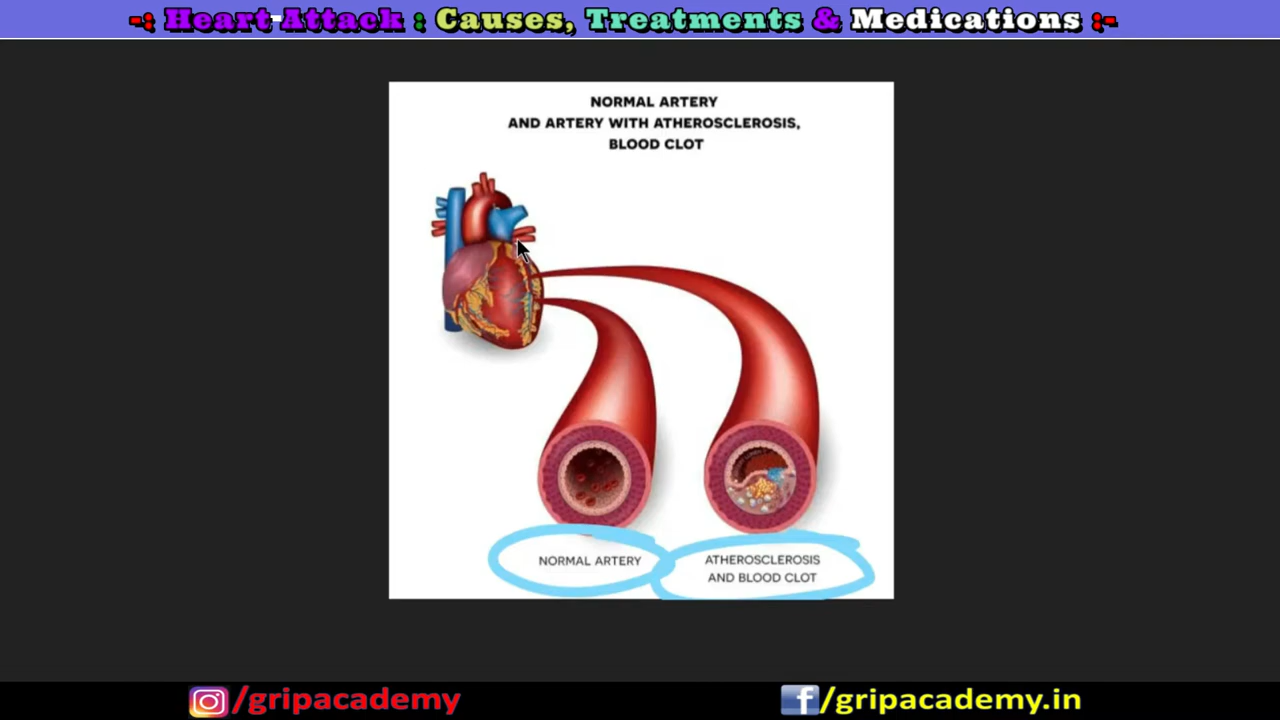 -: Heart Attack : Causes, Treatments & Medications :-
NORMAL ARTERY
AND ARTERY WITH ATHEROSCLEROSIS,
BLOOD CLOT
NORMAL ARTERY
ATHEROSCLEROSIS
AND BLOOD CLOT
/gripacademy
f/gripacademy.in